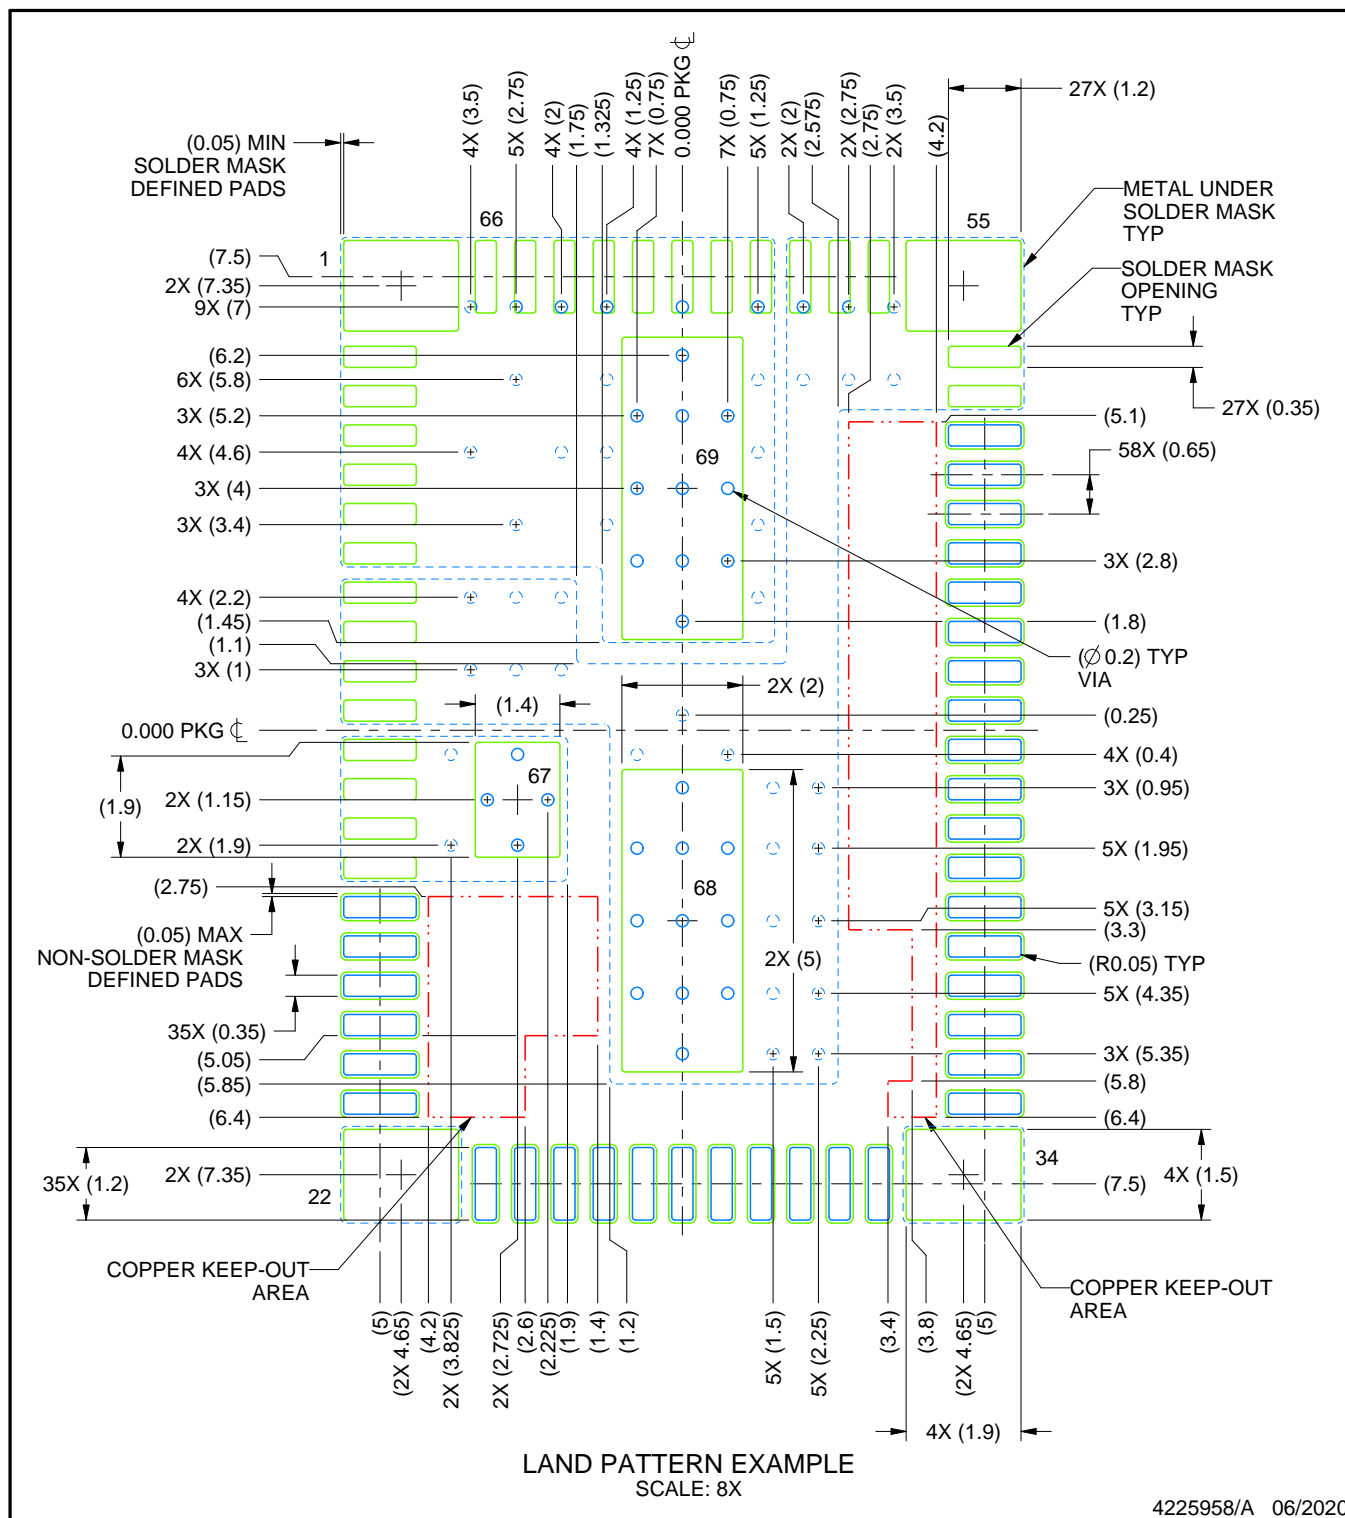 4X (3.5)
5X (2.75)
4X (2)
(1.75)
(1.325)
4X (1.25)
7X (0.75)
0.000 PKG ℄
7X (0.75)
5X (1.25)
2X (2)
(2.575)
2X (2.75)
(2.75)
2X (3.5)
(4.2)
27X (1.2)
(0.05) MIN
SOLDER MASK
DEFINED PADS
METAL UNDER
SOLDER MASK
TYP
SOLDER MASK
OPENING
TYP
66
55
1
(7.5)
2X (7.35)
9X (7)
(6.2)
6X (5.8)
3X (5.2)
4X (4.6)
3X (4)
3X (3.4)
4X (2.2)
(1.45)
(1.1)
3X (1)
0.000 PKG ℄
(1.9)
2X (1.15)
2X (1.9)
(2.75)
(0.05) MAX
NON-SOLDER MASK
DEFINED PADS
35X (0.35)
(5.05)
(5.85)
(6.4)
2X (7.35)
35X (1.2)
22
69
67
68
(1.4)
2X (2)
2X (5)
27X (0.35)
(5.1)
58X (0.65)
3X (2.8)
(1.8)
(Ø 0.2) TYP
VIA
(0.25)
4X (0.4)
3X (0.95)
5X (1.95)
5X (3.15)
(3.3)
(R0.05) TYP
5X (4.35)
3X (5.35)
(5.8)
(6.4)
34
4X (1.5)
(7.5)
COPPER KEEP-OUT
AREA
COPPER KEEP-OUT
AREA
(5)
(2X 4.65)
(4.2)
2X (3.825)
2X (2.725)
(2.6)
(2.225)
(1.9)
(1.4)
(1.2)
5X (1.5)
5X (2.25)
(3.4)
(3.8)
(2X 4.65)
(5)
4X (1.9)
LAND PATTERN EXAMPLE
SCALE: 8X
4225958/A 06/2020